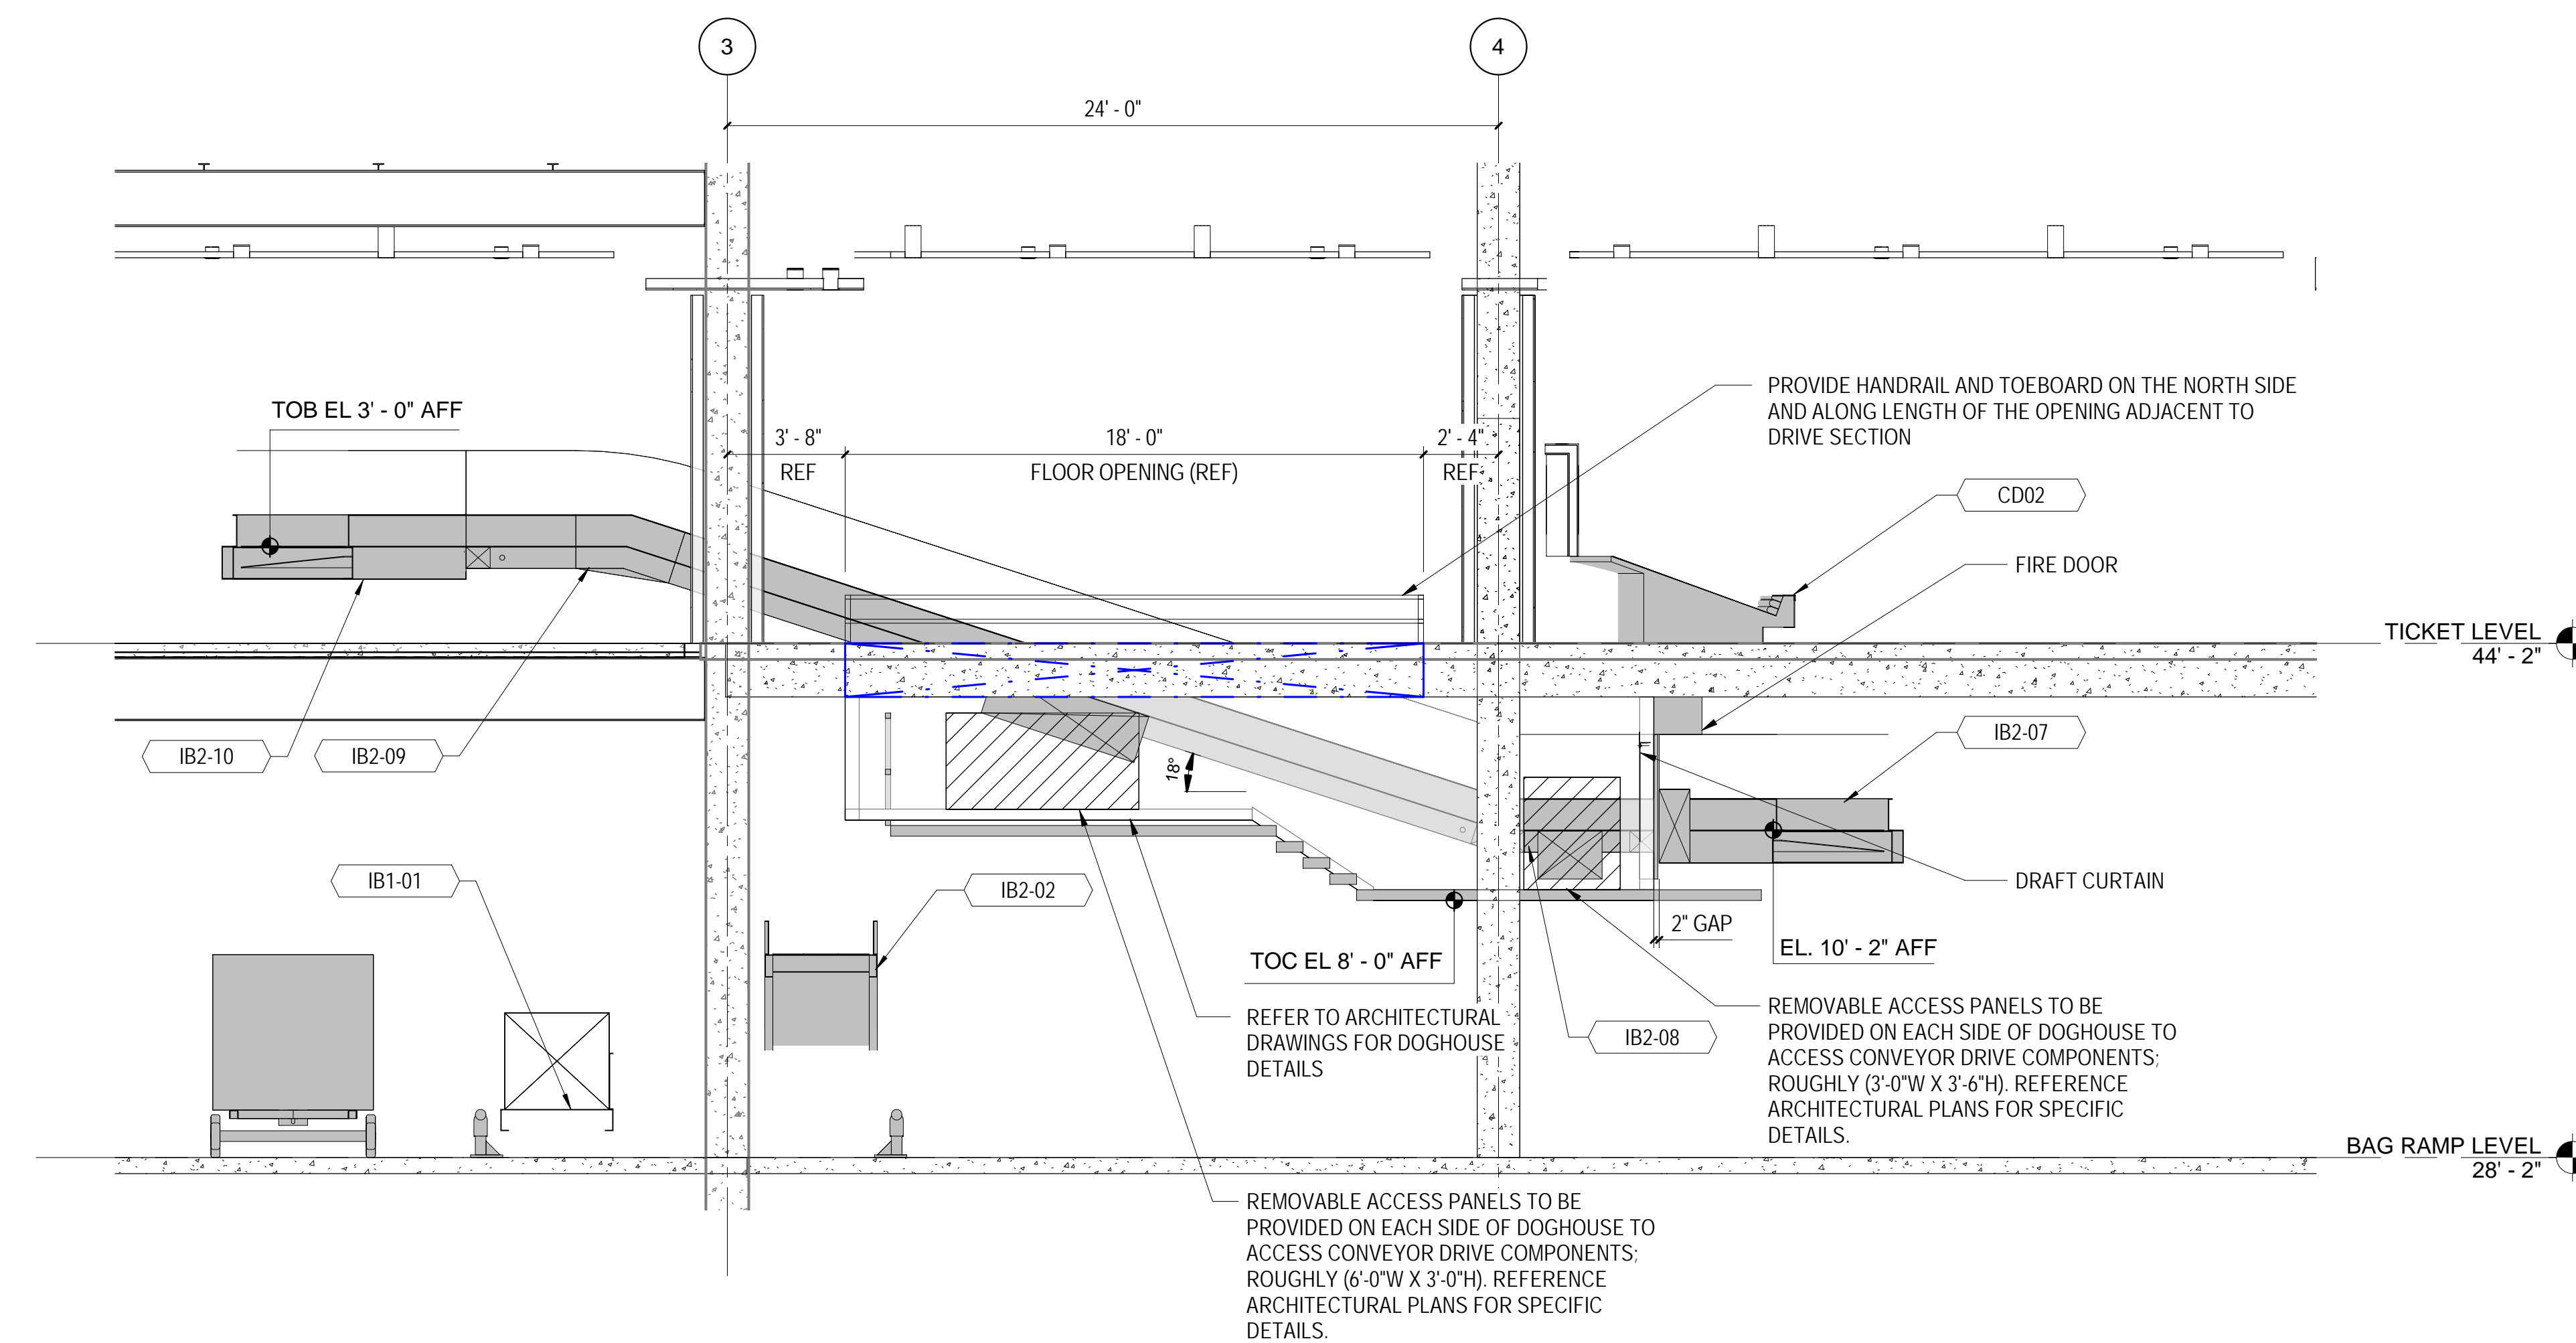 3
4
24' - 0"
PROVIDE HANDRAIL AND TOEBOARD ON THE NORTH SIDE
AND ALONG LENGTH OF THE OPENING ADJACENT TO
DRIVE SECTION
TOB EL 3' - 0" AFF
3' - 8"
REF
18' - 0"
FLOOR OPENING (REF)
2' - 4"
REF
CD02
FIRE DOOR
TICKET LEVEL
44' - 2"
IB2-10
IB2-09
IB2-07
18°
IB1-01
IB2-02
DRAFT CURTAIN
2" GAP
TOC EL 8' - 0" AFF
EL. 10' - 2" AFF
REFER TO ARCHITECTURAL
DRAWINGS FOR DOGHOUSE
DETAILS
IB2-08
REMOVABLE ACCESS PANELS TO BE
PROVIDED ON EACH SIDE OF DOGHOUSE TO
ACCESS CONVEYOR DRIVE COMPONENTS;
ROUGHLY (3'-0"W X 3'-6"H). REFERENCE
ARCHITECTURAL PLANS FOR SPECIFIC
DETAILS.
BAG RAMP LEVEL
28' - 2"
REMOVABLE ACCESS PANELS TO BE
PROVIDED ON EACH SIDE OF DOGHOUSE TO
ACCESS CONVEYOR DRIVE COMPONENTS;
ROUGHLY (6'-0"W X 3'-0"H). REFERENCE
ARCHITECTURAL PLANS FOR SPECIFIC
DETAILS.